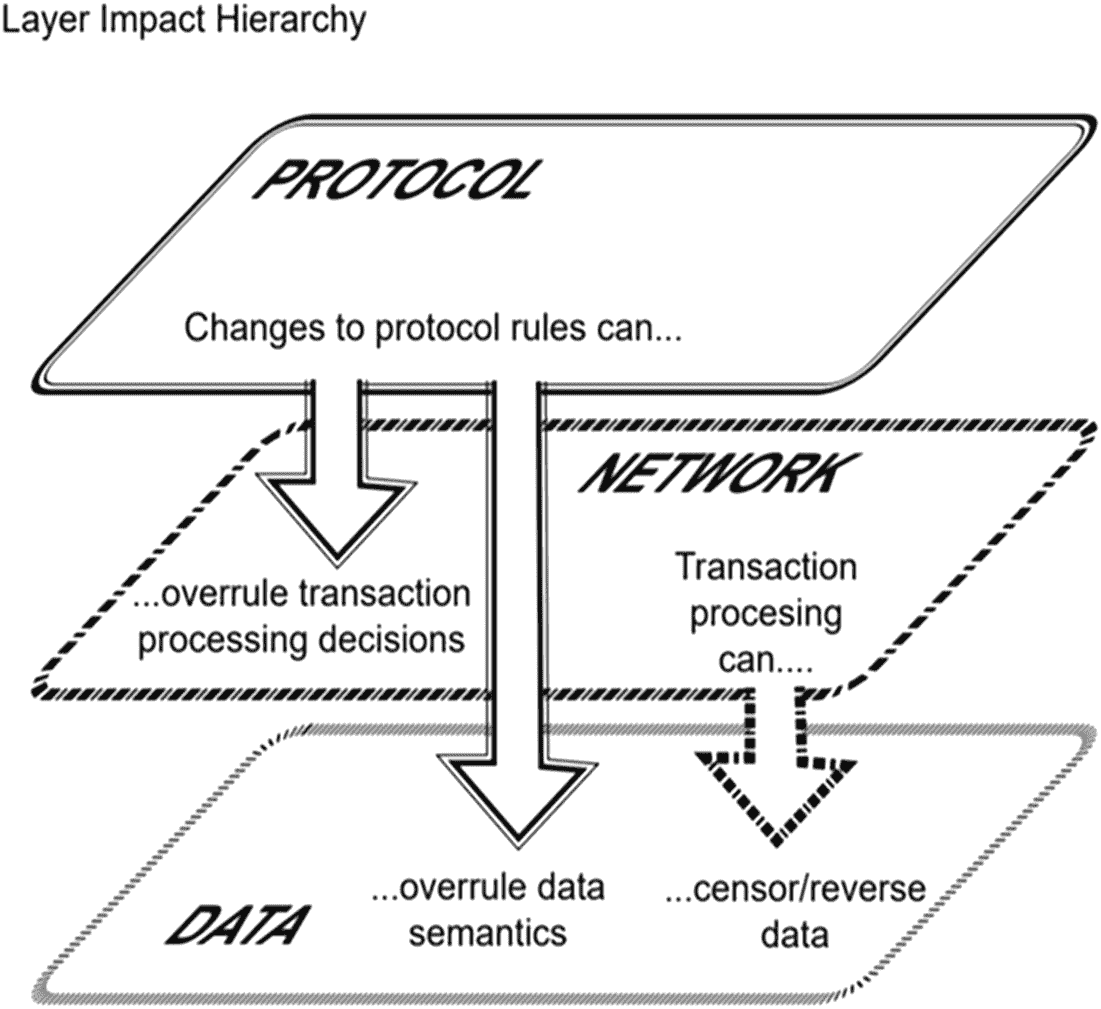 Layer Impact Hierarchy
PROTOCOL
Changes to protocol rules can...
NETWORK
...overrule transaction
processing decisions
Transaction
procesing
can....
DATA
...overrule data
semantics
...censor/reverse
data